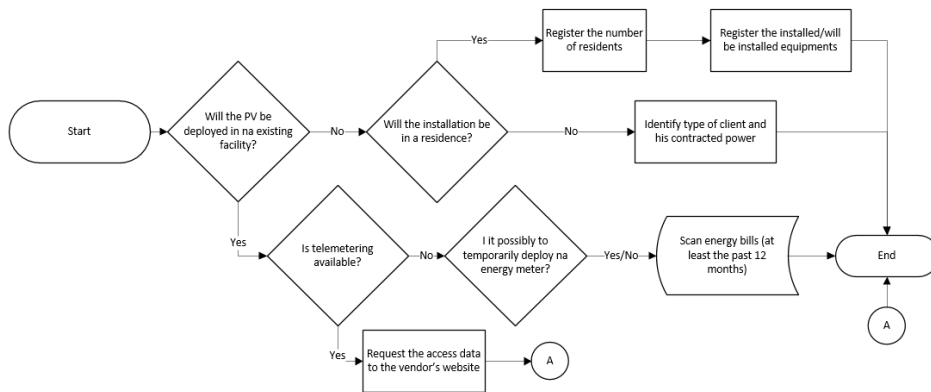 Yes
Register the number
of residents
Register the installed/will
be installed equipments
Start
Will the PV be
deployed in na existing
facility?
No
Will the installation be
in a residence?
No
Identify type of client and
his contracted power
Yes
Is telemetering
available?
No
I it possibly to
temporarily deploy na
energy meter?
Yes/No
Scan energy bills (at
least the past 12
months)
End
A
Yes
Request the access data
to the vendor's website
A